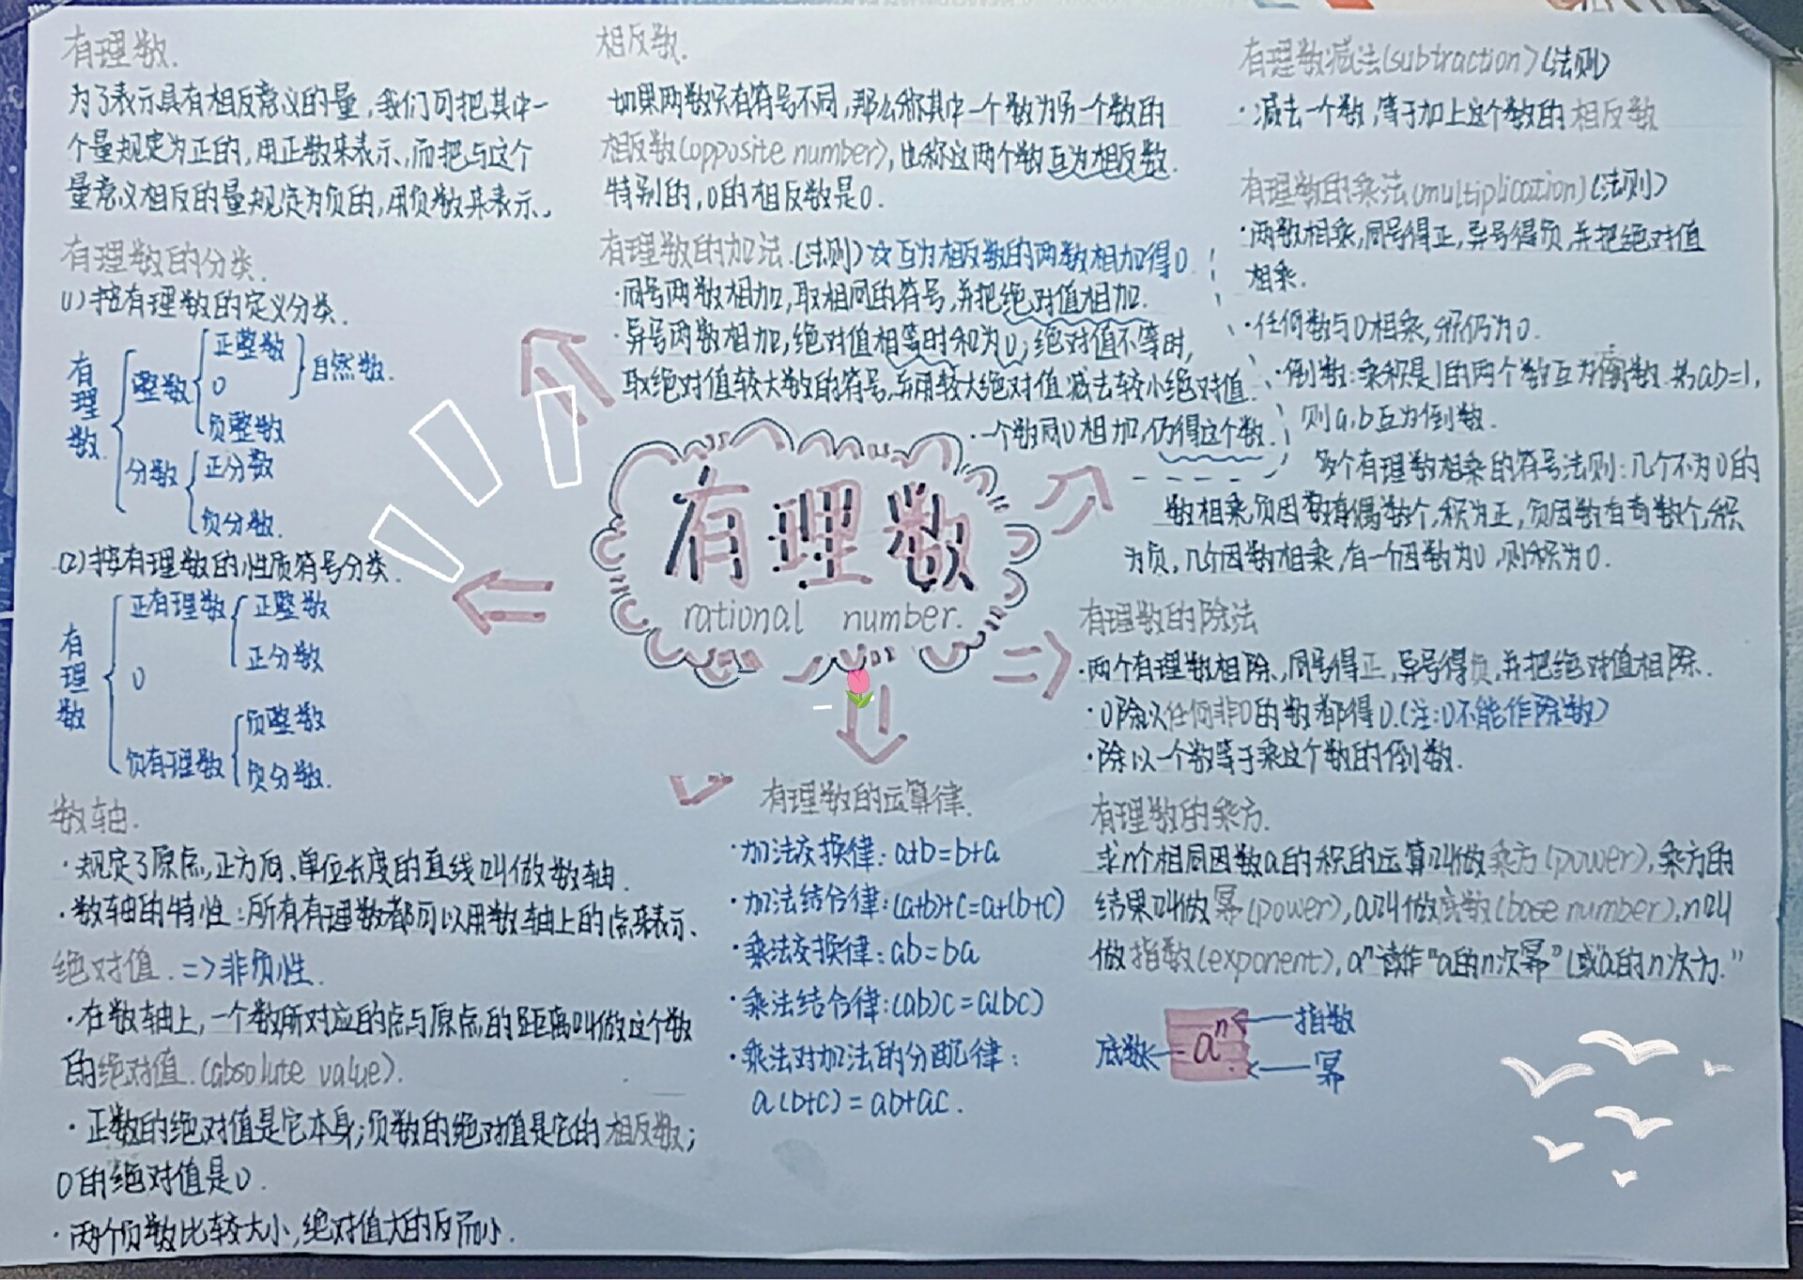 有理数.
为了表示具有相反意义的量,我们可把其中一
个量规定为正的,用正数来表示、而把与这个
量意义相反的量规定为负的,用负数来表示。
有理数的分类.
(1)按有理数的定义分类.
有理数
整数
正整数
0
负整数
自然数.
分数
正分数
负分数.
(2)按有理数的性质符号分类.
有理数
正有理数
正整数
正分数
0
负有理数
负整数
负分数.
数轴.
·规定了原点,正方向、单位长度的直线叫做数轴.
·数轴的特性:所有有理数都可以用数轴上的点来表示、
绝对值.=>非负性.
·在数轴上,一个数所对应的点与原点的距离叫做这个数
的绝对值.(absolute value).
·正数的绝对值是它本身;负数的绝对值是它的相反数;
0的绝对值是0.
·两个负数比较大小,绝对值大的反而小.
相反数.
如果两数只有符号不同,那么称其中一个数为另一个数的
相反数(opposite number),也称这两个数互为相反数.
特别的,0的相反数是0.
有理数的加法.(法则) 互为相反数的两数相加得0
·同号两数相加,取相同的符号,并把绝对值相加.
·异号两数相加,绝对值相等时和为0;绝对值不等时,
取绝对值较大数的符号,并用较大绝对值减去较小绝对值
·一个数同0相加,仍得这个数.
有理数
rational number.
有理数的运算律.
·加法交换律:a+b=b+a
·加法结合律:(a+b)+c=a+(b+c)
·乘法交换律:ab=ba
·乘法结合律:(ab)c=a(bc)
·乘法对加法的分配律:
a(b+c)=ab+ac.
有理数减法(subtraction)(法则)
·减去一个数,等于加上这个数的相反数
有理数的乘法(multiplication)(法则)
·两数相乘,同号得正,异号得负,并把绝对值
相乘.
·任何数与0相乘,积仍为0.
·倒数:乘积是1的两个数互为倒数.若ab=1,
则a,b互为倒数.
多个有理数相乘的符号法则:几个不为0的
数相乘,负因数有偶数个,积为正,负因数有奇数个,积
为负,几个因数相乘,有一个因数为0,则积为0.
有理数的除法
·两个有理数相除,同号得正,异号得负,并把绝对值相除.
·0除以任何非0的数都得0.(注:0不能作除数)
·除以一个数等于乘这个数的倒数.
有理数的乘方.
求n个相同因数a的积的运算叫做乘方(power),乘方的
结果叫做幂(power),a叫做底数(base number),n叫
做指数(exponent),aⁿ读作"a的n次幂"(或a的n次方."
底数
aⁿ
指数
幂